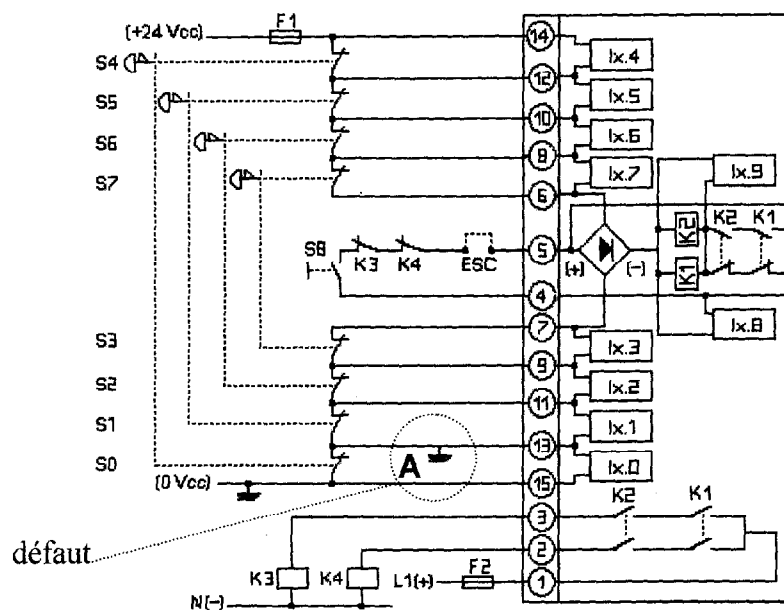 (+24 Vcc) F1 14
Ix.4
S4 12
S5 Ix.5
10
S6 Ix.6
8
S7 Ix.7
6 Ix.9
K2 K2 K1
S8 K3 K4 ESC 5 (+) (-)
K1
4
7 Ix.8
S3 Ix.3
9
S2 Ix.2
11
S1 Ix.1
A 13
S0 Ix.0
(0 Vcc) 15
K2 K1
3
défaut
2
K3 K4 L1(+) F2 1
N(-)